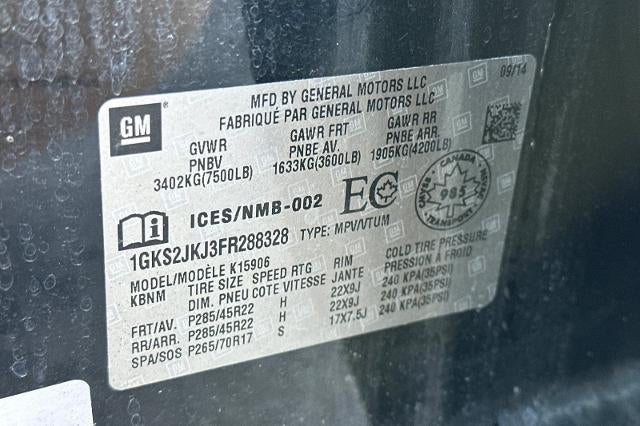 GM
MFD BY GENERAL MOTORS LLC
FABRIQUÉ PAR GENERAL MOTORS LLC
09/14
GVWR GAWR FRT GAWR RR
PNBV PNBE AV. PNBE ARR.
3402KG(7500LB) 1633KG(3600LB) 1905KG(4200LB)
ICES/NMB-002 EC
CANADA
985
TRANSPORT
1GKS2JKJ3FR288328 TYPE: MPV/VTUM
MODEL/MODÈLE K15906
KBNM TIRE SIZE SPEED RTG RIM COLD TIRE PRESSURE
DIM. PNEU COTE VITESSE JANTE PRESSION A FROID
FRT/AV. P285/45R22 H 22X9J 240 KPA(35PSI)
RR/ARR. P285/45R22 H 22X9J 240 KPA(35PSI)
SPA/SOS P265/70R17 S 17X7.5J 240 KPA(35PSI)